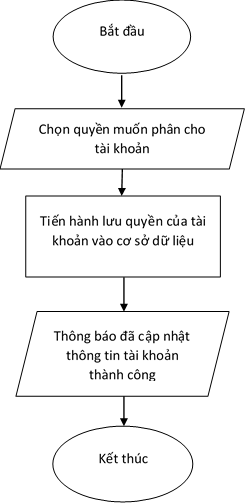 Bắt đầu
Chọn quyền muốn phân cho
tài khoản
Tiến hành lưu quyền của tài
khoản vào cơ sở dữ liệu
Thông báo đã cập nhật
thông tin tài khoản
thành công
Kết thúc